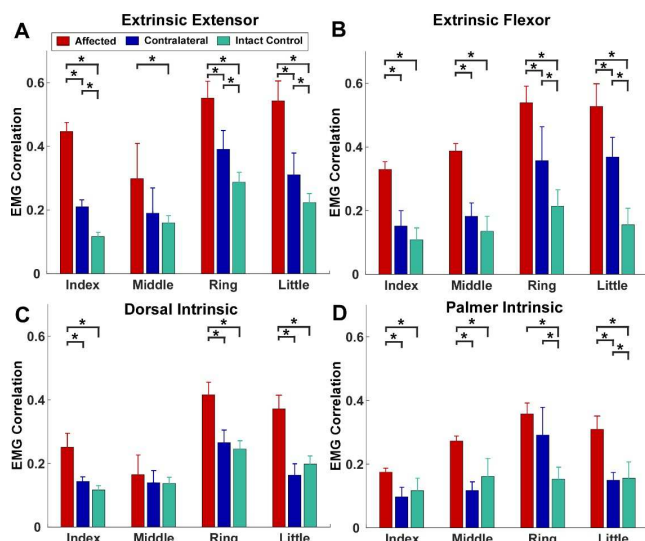 A
Extrinsic Extensor
Affected Contralateral Intact Control
EMG Correlation
0.6
0.4
0.2
0
* * * * * * * * * *
Index Middle Ring Little
B
Extrinsic Flexor
EMG Correlation
0.6
0.4
0.2
0
* * * * * * * * * *
Index Middle Ring Little
C
Dorsal Intrinsic
EMG Correlation
0.6
0.4
0.2
0
* * * * * *
Index Middle Ring Little
D
Palmer Intrinsic
EMG Correlation
0.6
0.4
0.2
0
* * * * * * * * *
Index Middle Ring Little